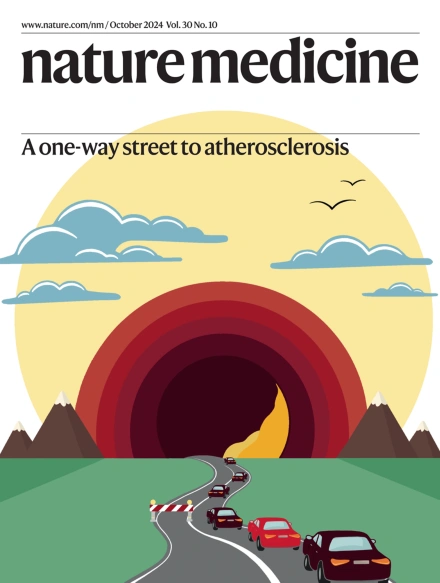 www.nature.com/nm / October 2024 Vol. 30 No. 10
nature medicine
A one-way street to atherosclerosis